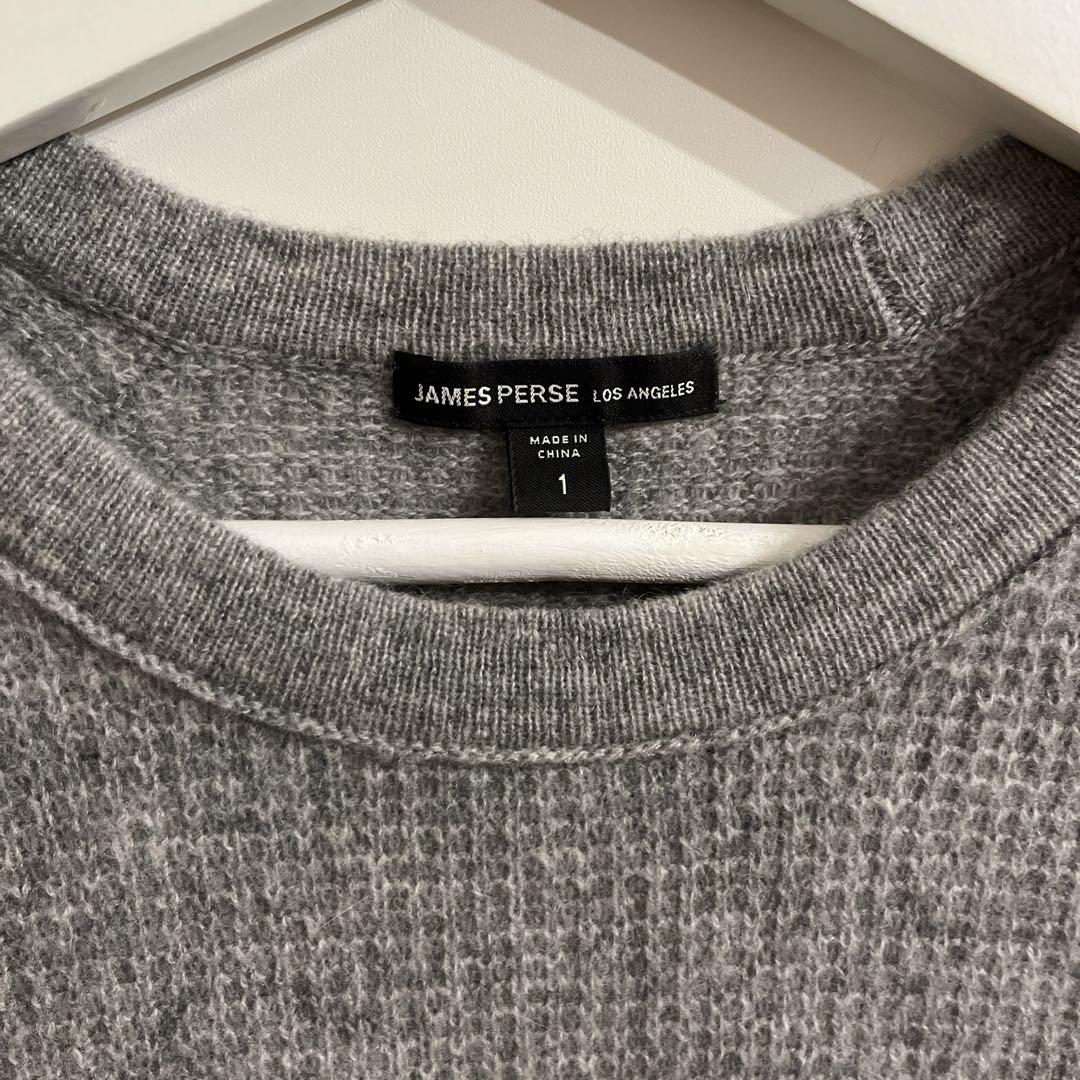 JAMES PERSE LOS ANGELES
MADE IN
CHINA
1